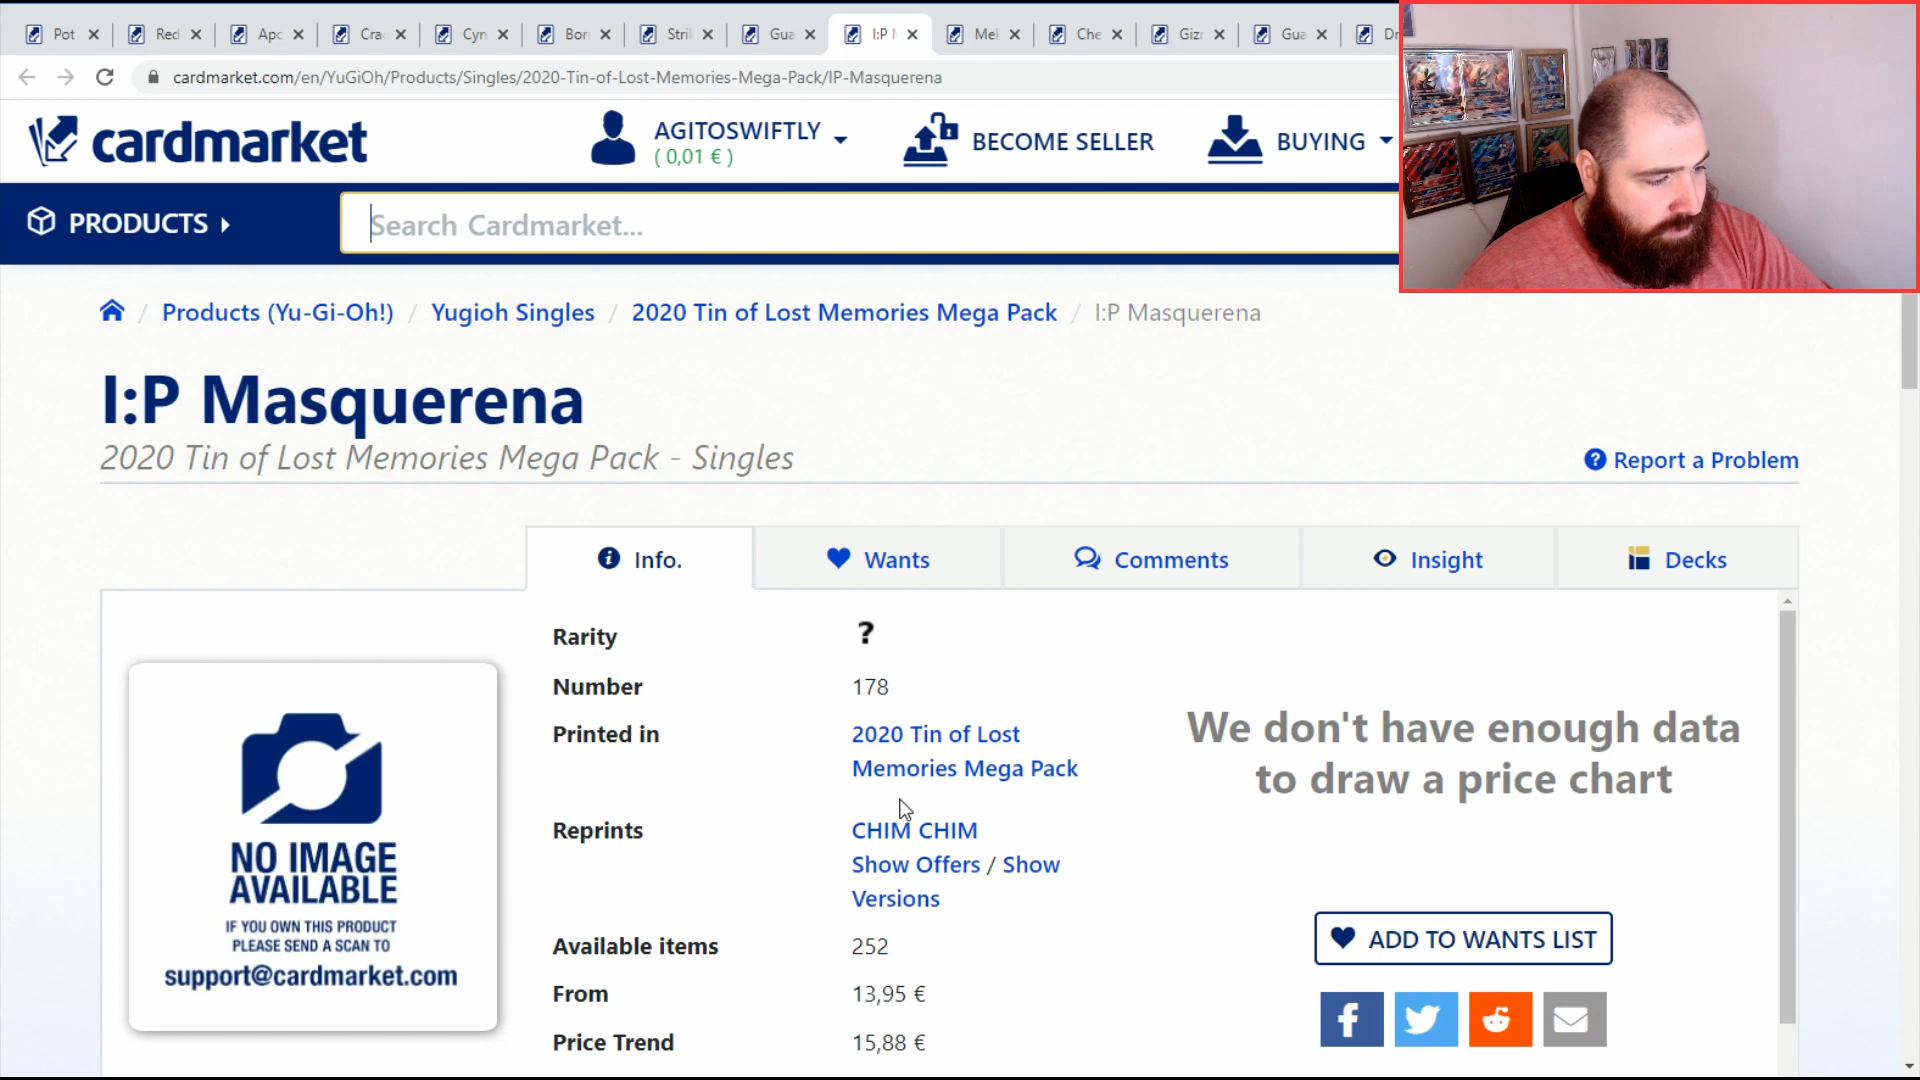 Pot
Red
Apo
Cra
Cyn
Bor
Stri
Gua
I:P M
Mel
Che
Giz
Gua
Dr
cardmarket.com/en/YuGiOh/Products/Singles/2020-Tin-of-Lost-Memories-Mega-Pack/IP-Masquerena
cardmarket
AGITOSWIFTLY
( 0,01 € )
BECOME SELLER
BUYING
PRODUCTS
Search Cardmarket...
/ Products (Yu-Gi-Oh!) / Yugioh Singles / 2020 Tin of Lost Memories Mega Pack / I:P Masquerena
I:P Masquerena
2020 Tin of Lost Memories Mega Pack - Singles
Report a Problem
Info.
Wants
Comments
Insight
Decks
NO IMAGE
AVAILABLE
IF YOU OWN THIS PRODUCT
PLEASE SEND A SCAN TO
support@cardmarket.com
Rarity ?
Number 178
Printed in 2020 Tin of Lost
Memories Mega Pack
Reprints CHIM CHIM
Show Offers / Show
Versions
Available items 252
From 13,95 €
Price Trend 15,88 €
We don't have enough data
to draw a price chart
ADD TO WANTS LIST